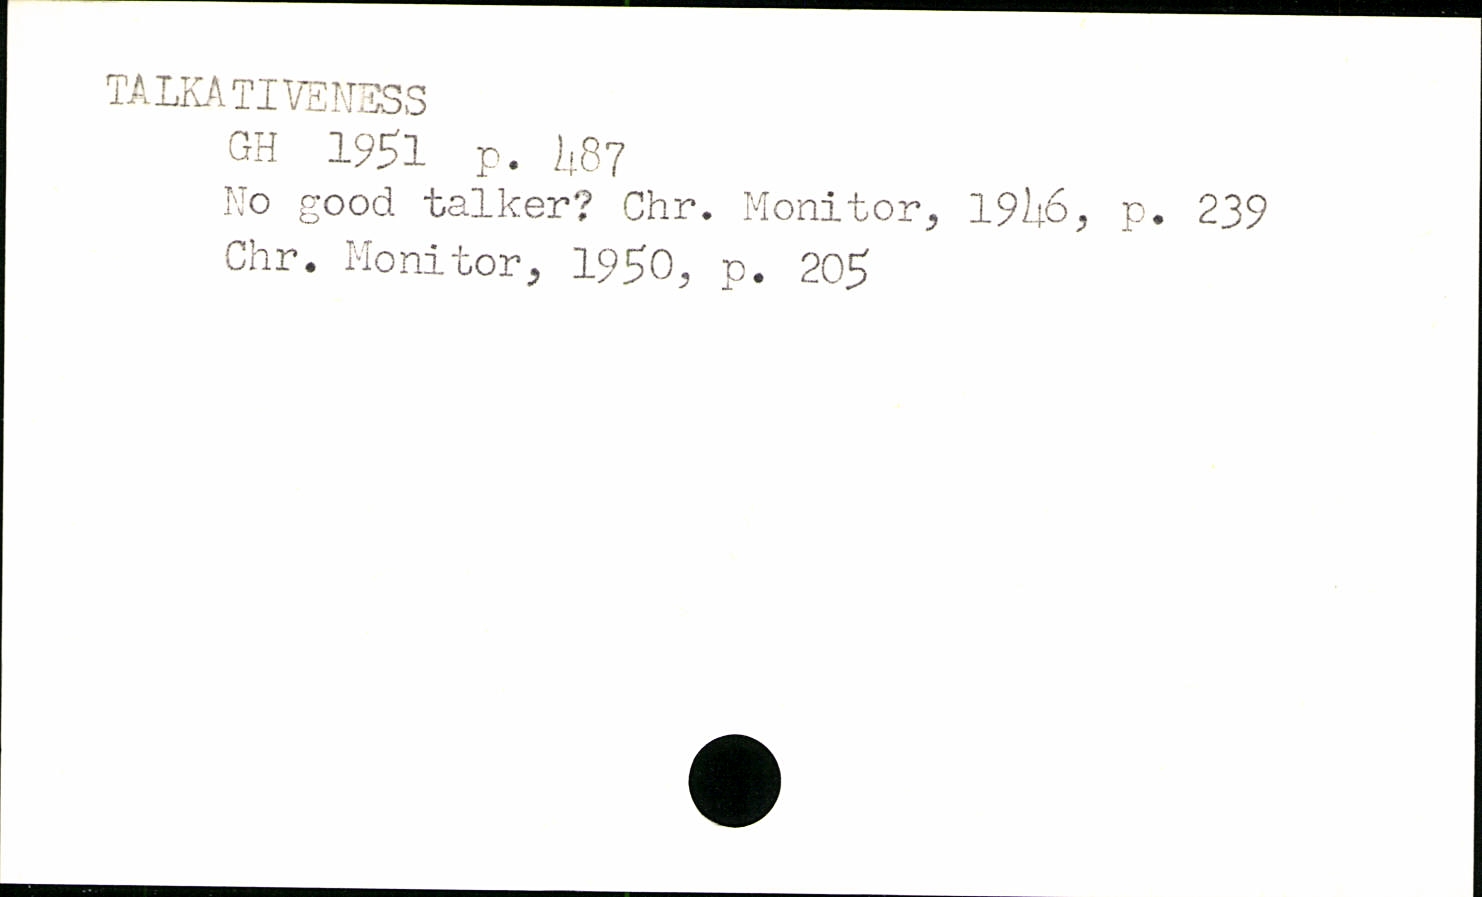 TALKATIVENESS
GH 1951 p. 487
No good talker? Chr. Monitor, 1946, p. 239
Chr. Monitor, 1950, p. 205